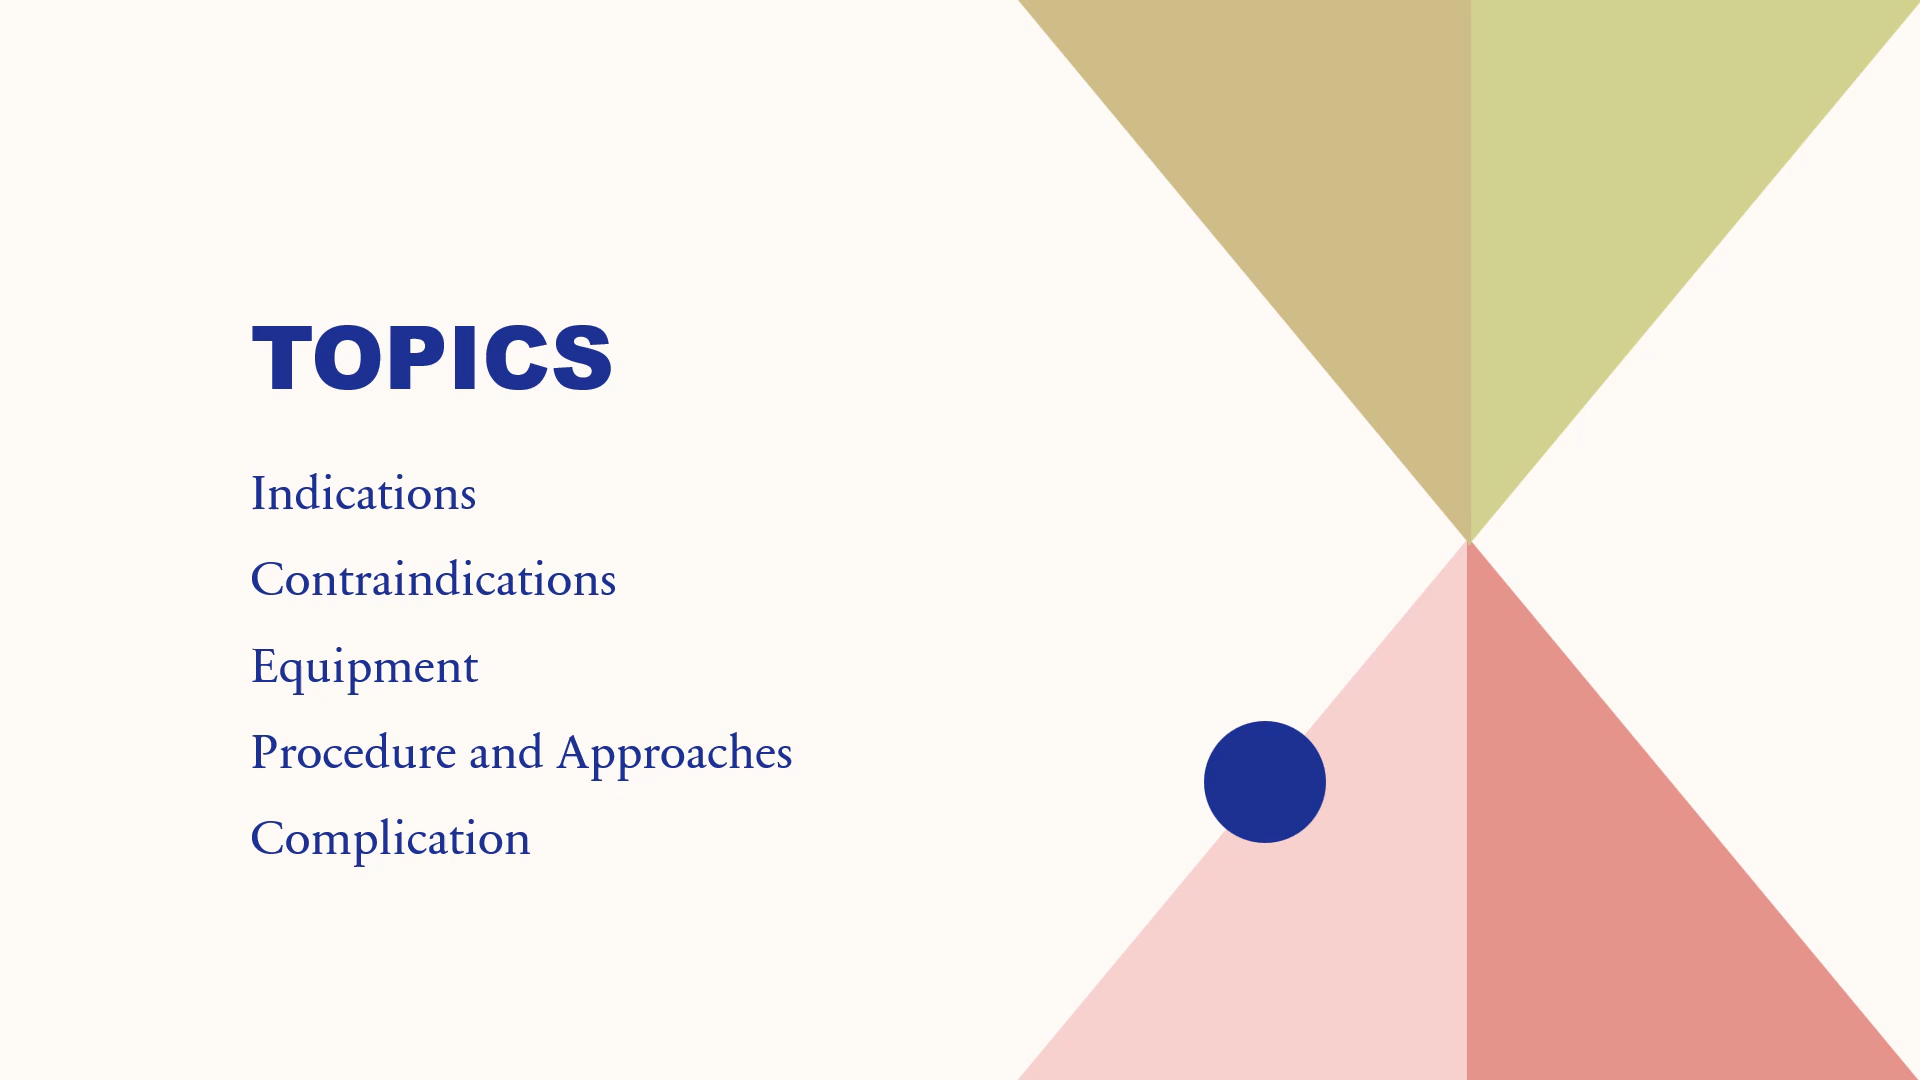 TOPICS
Indications
Contraindications
Equipment
Procedure and Approaches
Complication